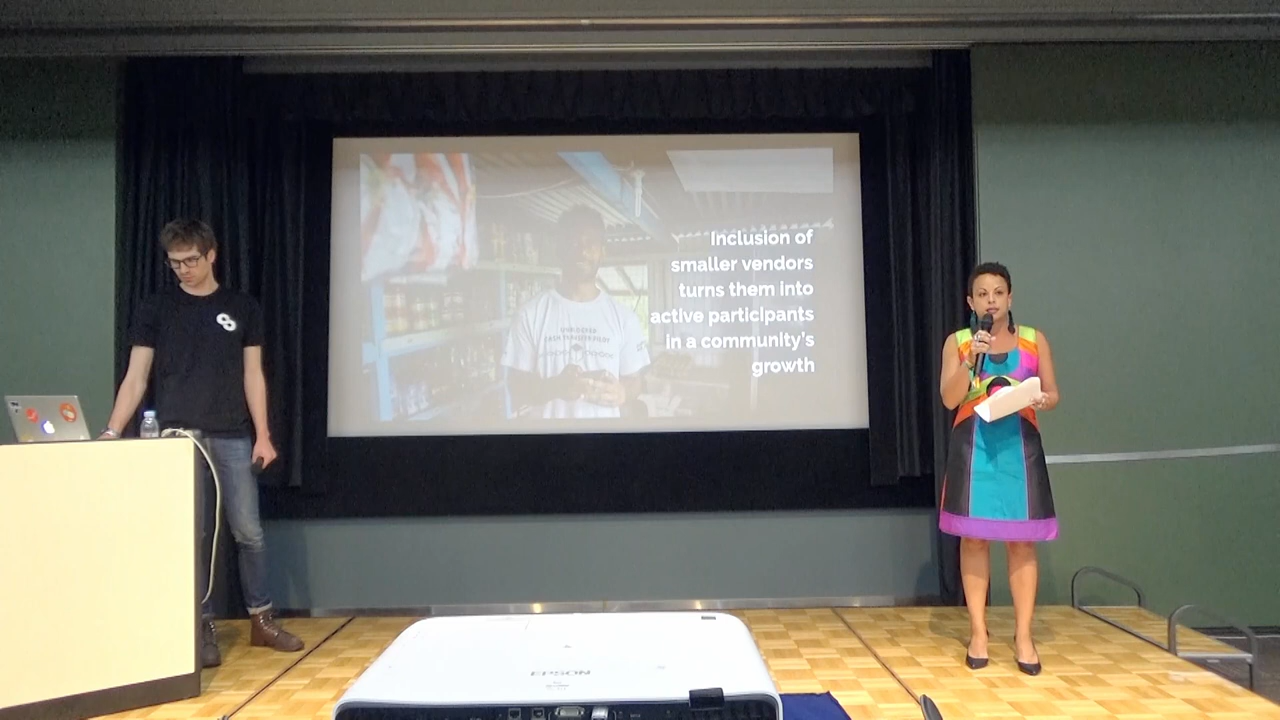 Inclusion of
smaller vendors
turns them into
active participants
in a community's
growth
EPSON